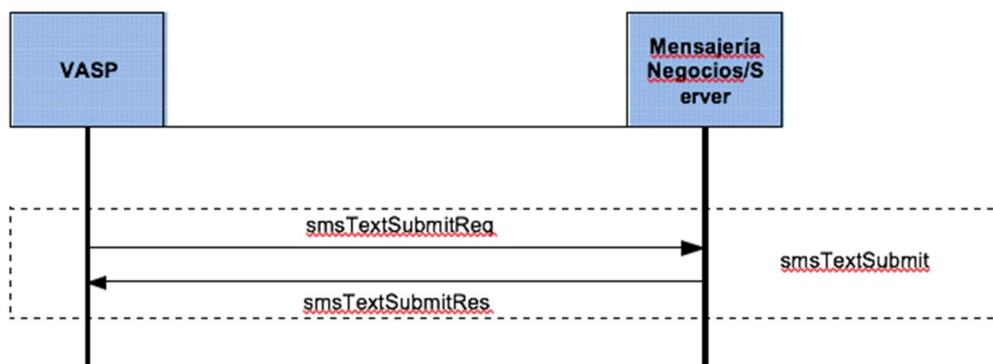 VASP
Mensajería
Negocios/S
erver
smsTextSubmitReq
smsTextSubmit
smsTextSubmitRes